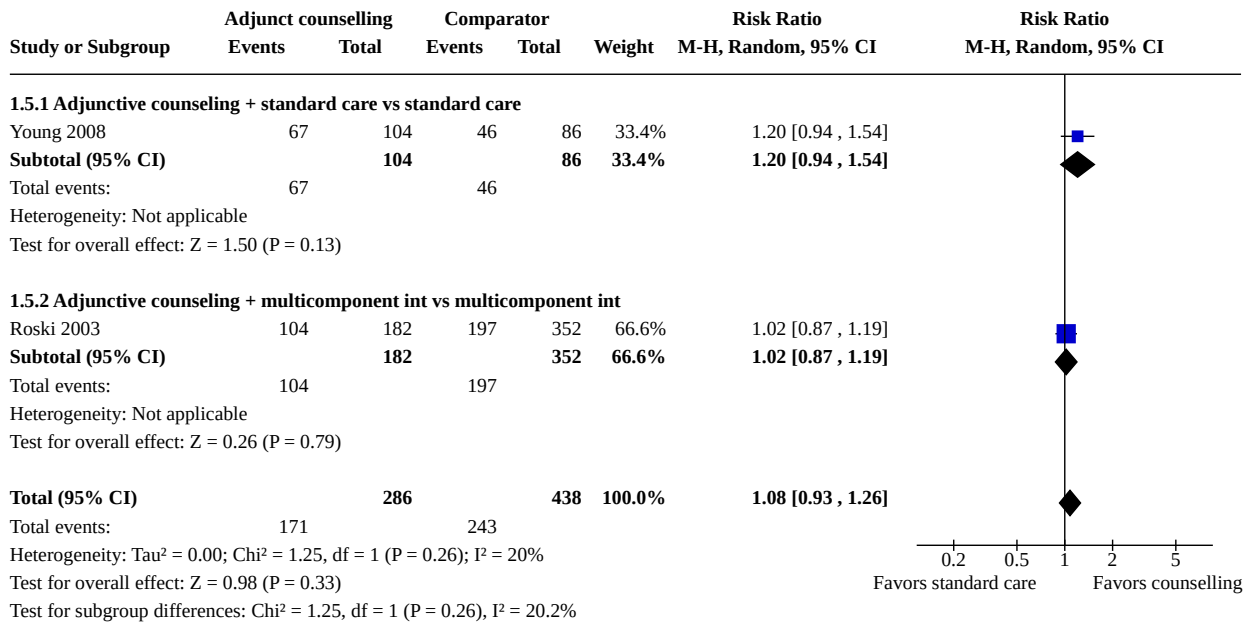 Adjunct counselling Comparator Risk Ratio Risk Ratio
Study or Subgroup Events Total Events Total Weight M-H, Random, 95% CI M-H, Random, 95% CI
1.5.1 Adjunctive counseling + standard care vs standard care
Young 2008 67 104 46 86 33.4% 1.20 [0.94 , 1.54]
Subtotal (95% CI) 104 86 33.4% 1.20 [0.94 , 1.54]
Total events: 67 46
Heterogeneity: Not applicable
Test for overall effect: Z = 1.50 (P = 0.13)
1.5.2 Adjunctive counseling + multicomponent int vs multicomponent int
Roski 2003 104 182 197 352 66.6% 1.02 [0.87 , 1.19]
Subtotal (95% CI) 182 352 66.6% 1.02 [0.87 , 1.19]
Total events: 104 197
Heterogeneity: Not applicable
Test for overall effect: Z = 0.26 (P = 0.79)
Total (95% CI) 286 438 100.0% 1.08 [0.93 , 1.26]
Total events: 171 243
Heterogeneity: Tau² = 0.00; Chi² = 1.25, df = 1 (P = 0.26); I² = 20%
0.2 0.5 1 2 5
Test for overall effect: Z = 0.98 (P = 0.33) Favors standard care Favors counselling
Test for subgroup differences: Chi² = 1.25, df = 1 (P = 0.26), I² = 20.2%